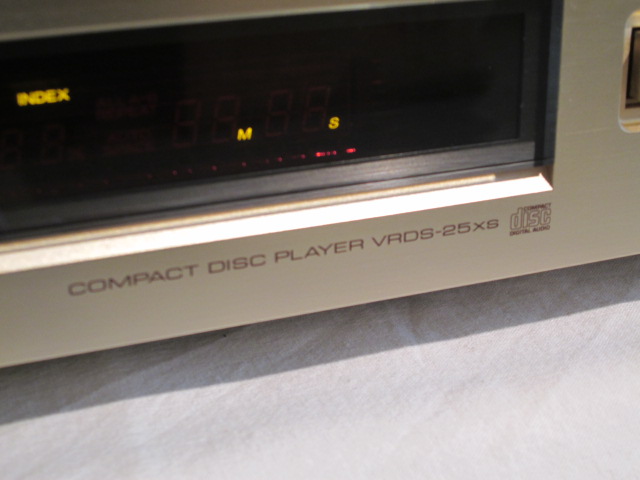 INDEX
M S
COMPACT DISC PLAYER VRDS-25xs
COMPACT
disc
DIGITAL AUDIO